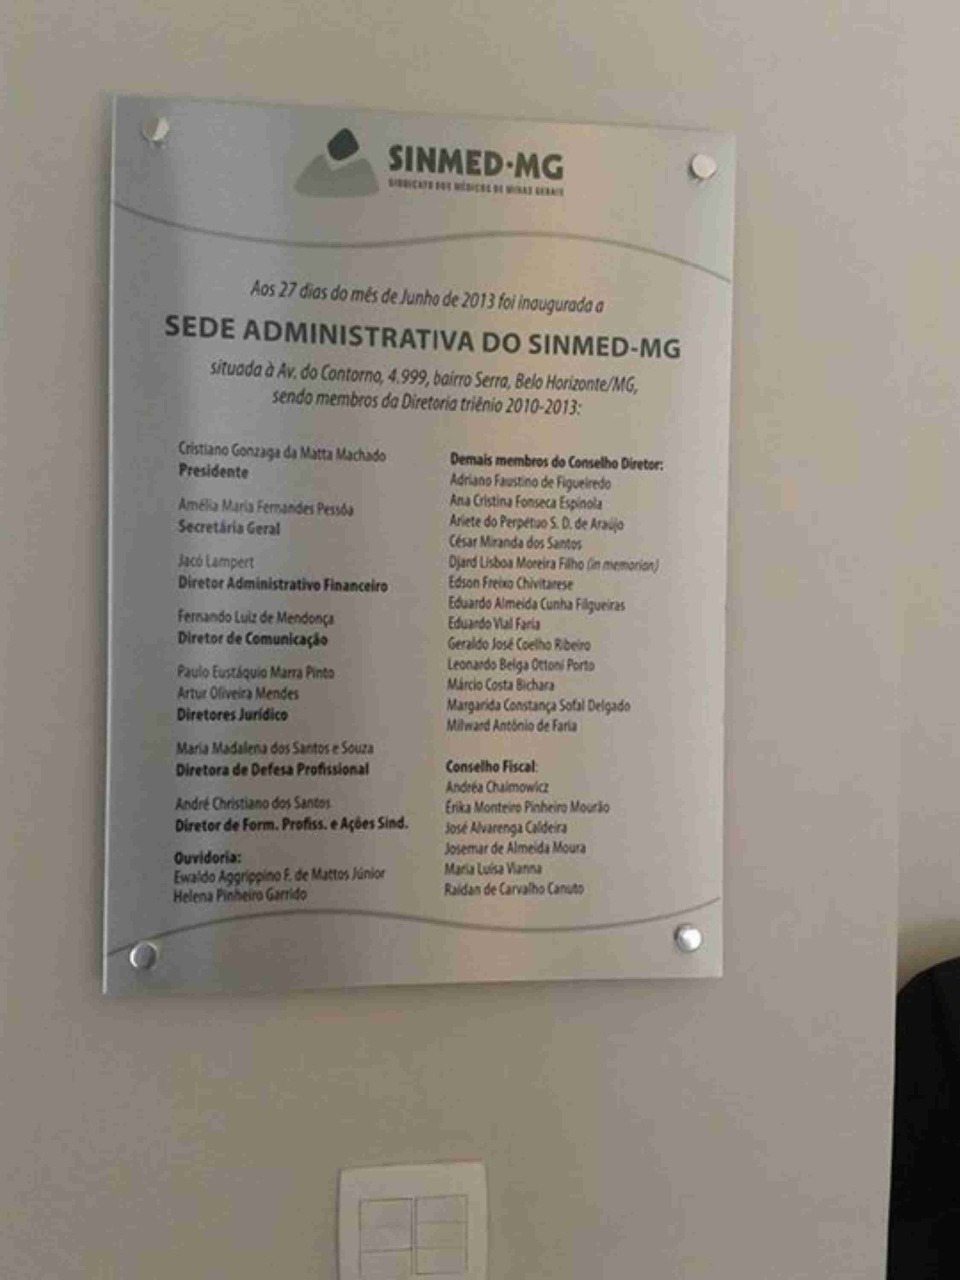 SINMED-MG
SINDICATO DOS MÉDICOS DE MINAS GERAIS
Aos 27 dias do mês de Junho de 2013 foi inaugurada a
SEDE ADMINISTRATIVA DO SINMED-MG
situada à Av. do Contorno, 4.999, bairro Serra, Belo Horizonte/MG,
sendo membros da Diretoria triênio 2010-2013:
Cristiano Gonzaga da Matta Machado
Presidente
Amélia Maria Fernandes Pessôa
Secretária Geral
Jacó Lampert
Diretor Administrativo Financeiro
Fernando Luiz de Mendonça
Diretor de Comunicação
Paulo Eustáquio Marra Pinto
Artur Oliveira Mendes
Diretores Jurídico
Maria Madalena dos Santos e Souza
Diretora de Defesa Profissional
André Christiano dos Santos
Diretor de Form. Profiss. e Ações Sind.
Ouvidoria:
Ewaldo Aggrippino F. de Mattos Júnior
Helena Pinheiro Garrido
Demais membros do Conselho Diretor:
Adriano Faustino de Figueiredo
Ana Cristina Fonseca Espínola
Ariete do Perpétuo S. D. de Araújo
César Miranda dos Santos
Djard Lisboa Moreira Filho (in memorian)
Edson Freixo Chivitarese
Eduardo Almeida Cunha Filgueiras
Eduardo Vial Faria
Geraldo José Coelho Ribeiro
Leonardo Belga Ottoni Porto
Márcio Costa Bichara
Margarida Constança Sofal Delgado
Milward Antônio de Faria
Conselho Fiscal:
Andréa Chaimowicz
Érika Monteiro Pinheiro Mourão
José Alvarenga Caldeira
Josemar de Almeida Moura
Maria Luísa Vianna
Raidan de Carvalho Canuto